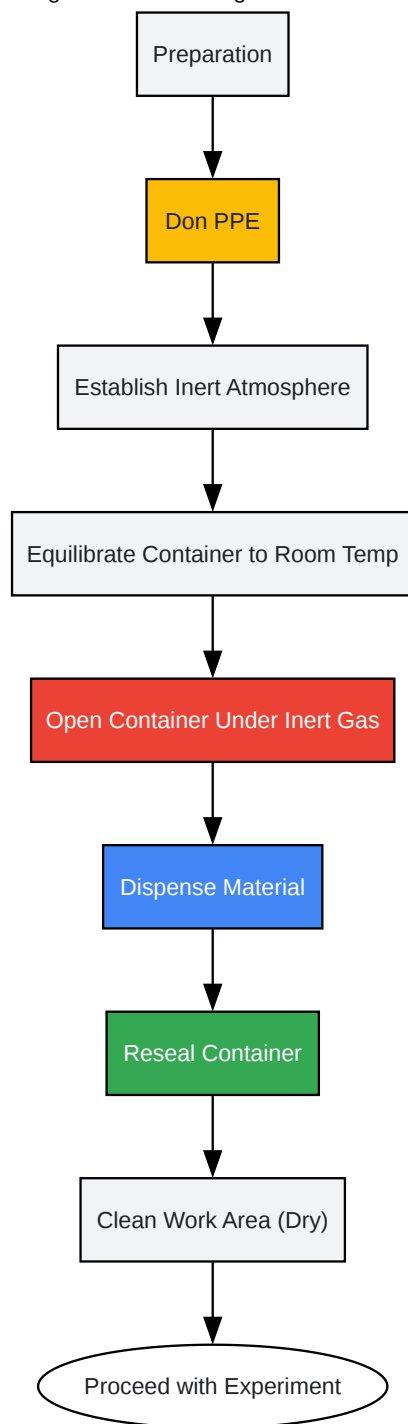 Preparation
Don PPE
Establish Inert Atmosphere
Equilibrate Container to Room Temp
Open Container Under Inert Gas
Dispense Material
Reseal Container
Clean Work Area (Dry)
Proceed with Experiment